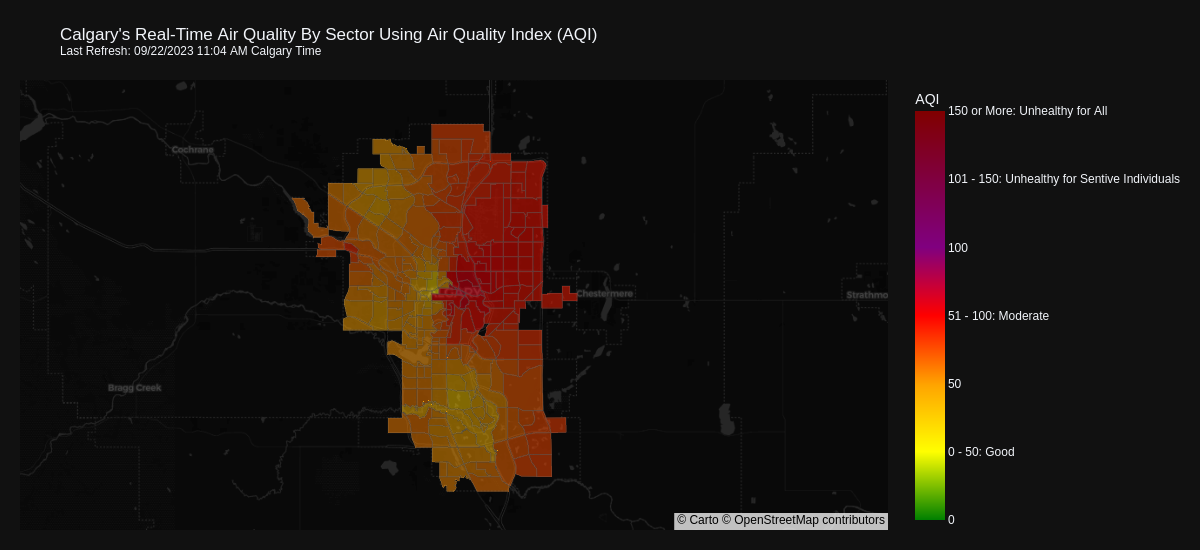 Calgary's Real-Time Air Quality By Sector Using Air Quality Index (AQI)
Last Refresh: 09/22/2023 11:04 AM Calgary Time
AQI
150 or More: Unhealthy for All
Cochrane
101 - 150: Unhealthy for Sentive Individuals
100
Chestermere
Strathmo
51 - 100: Moderate
50
Bragg Creek
0 - 50: Good
0
© Carto © OpenStreetMap contributors